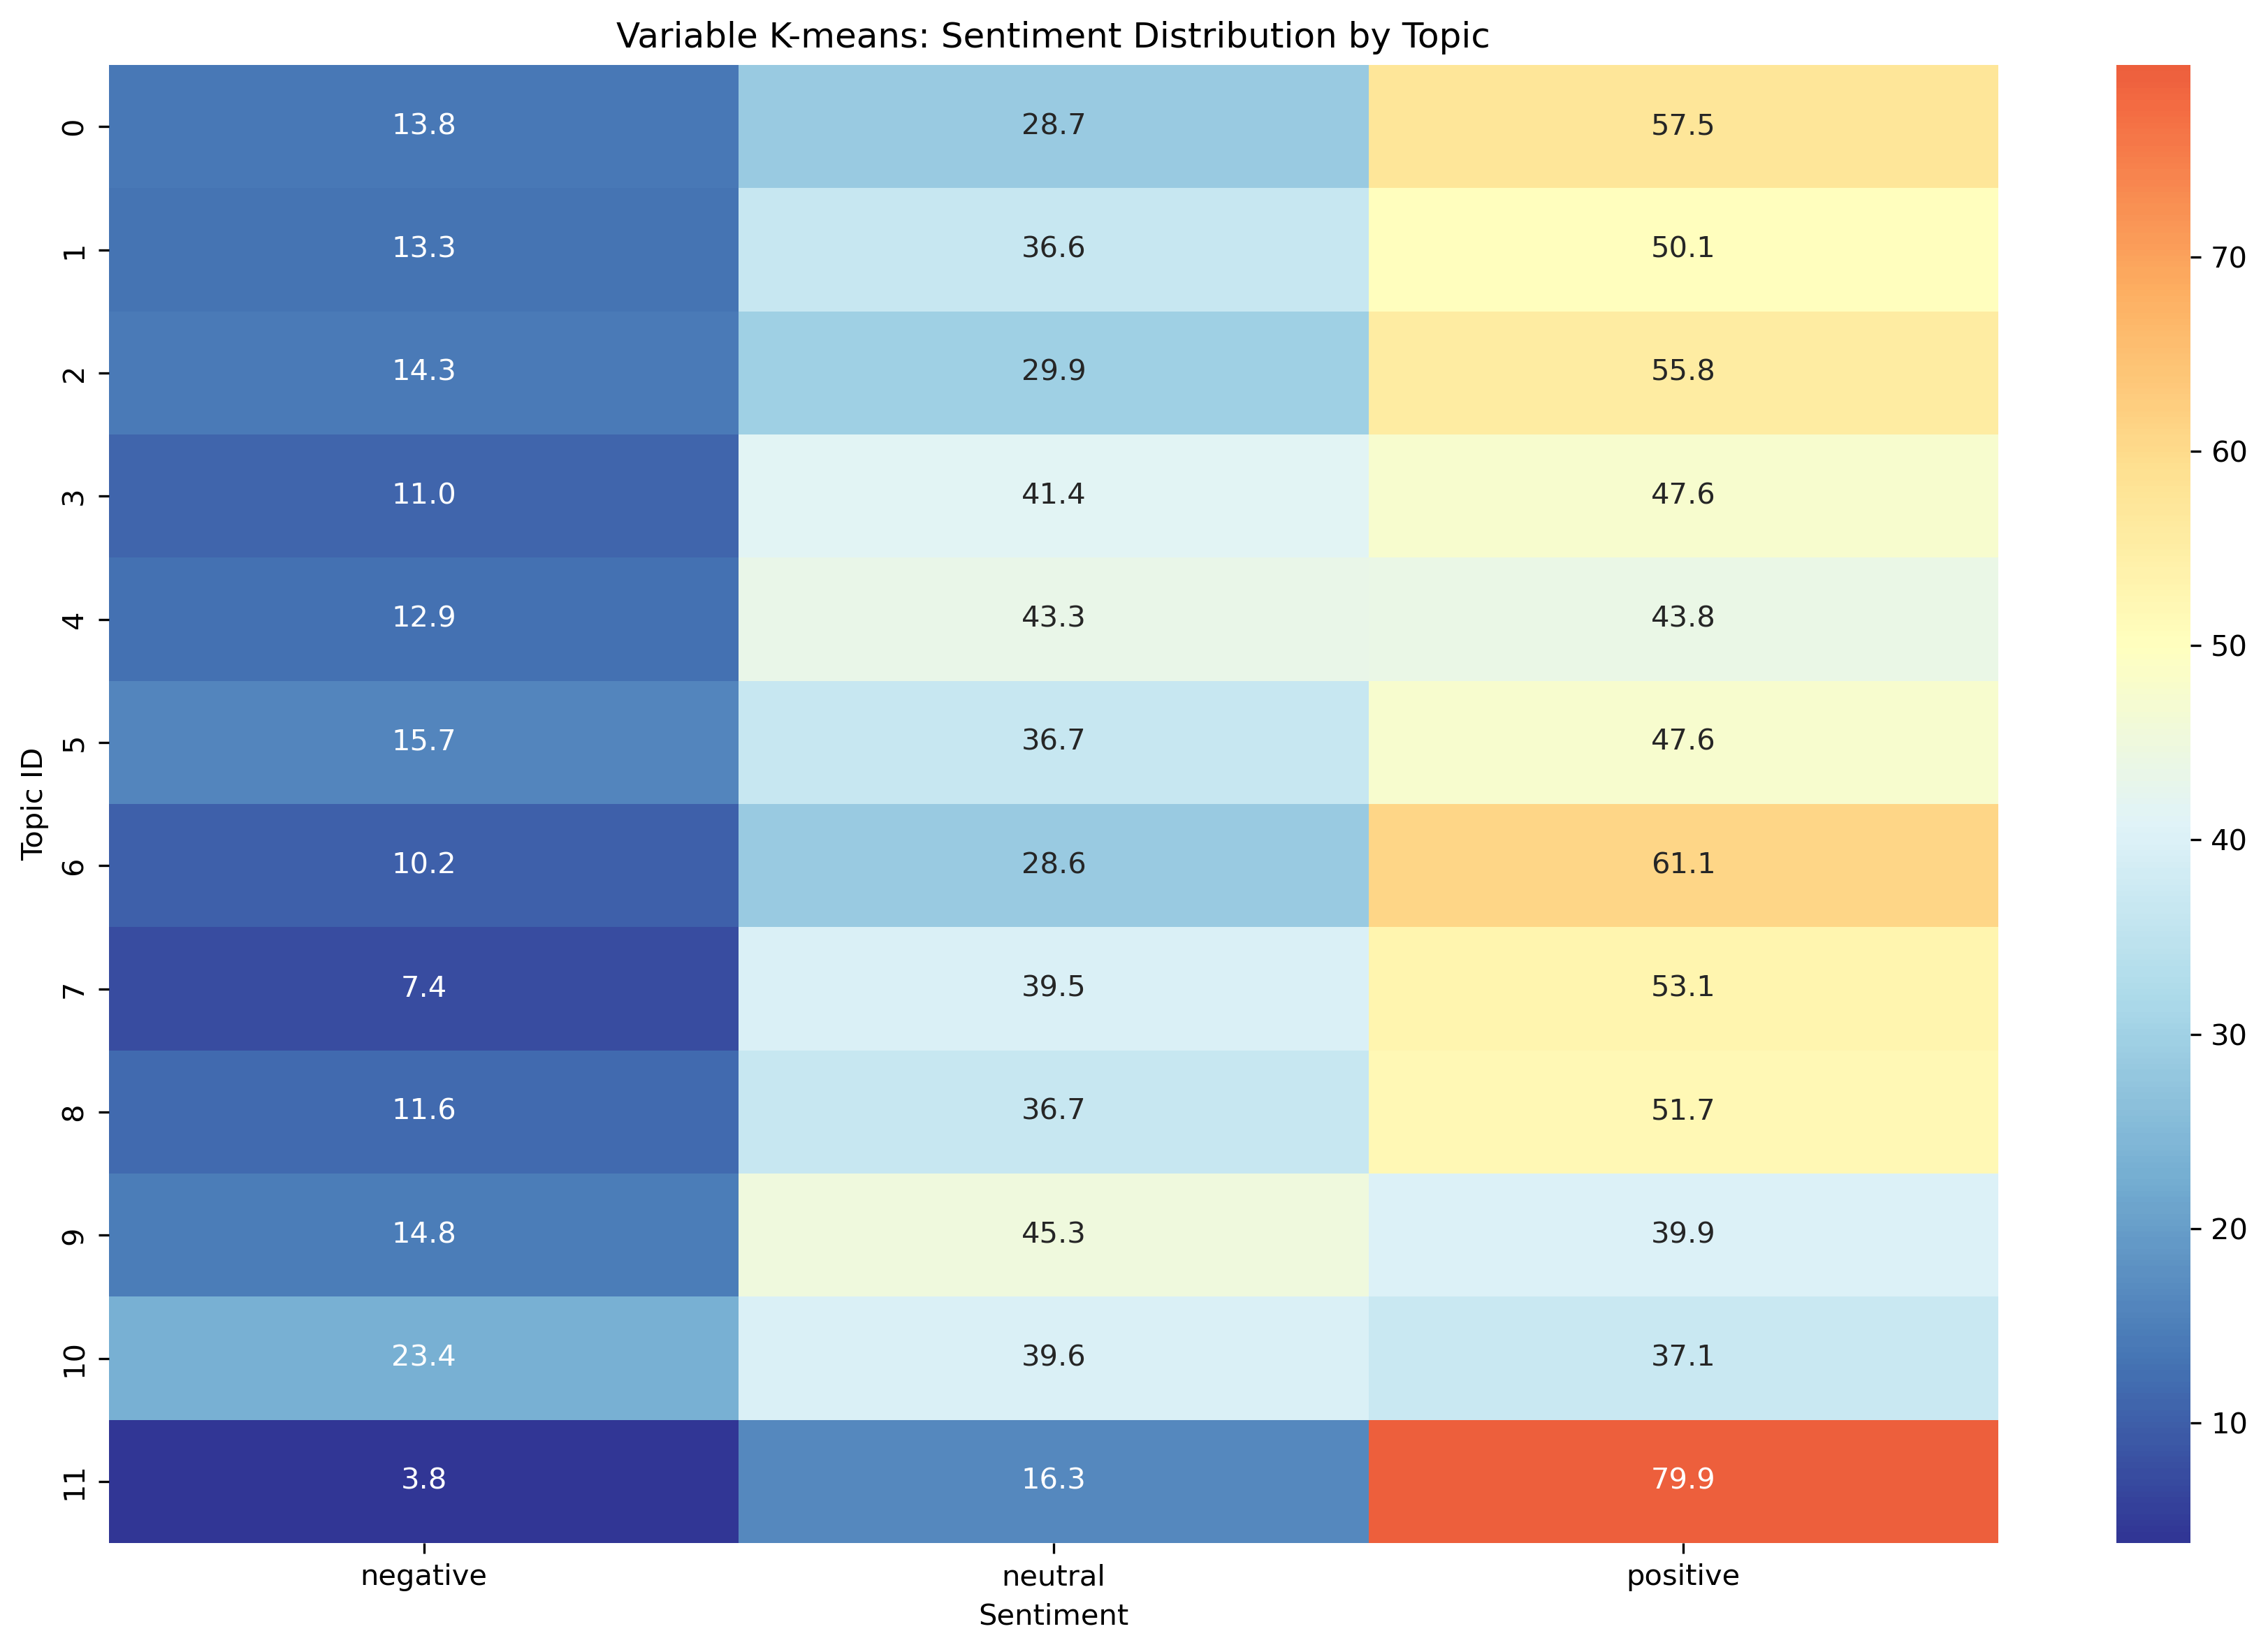 Variable K-means: Sentiment Distribution by Topic
0 13.8 28.7 57.5
1 13.3 36.6 50.1
2 14.3 29.9 55.8
3 11.0 41.4 47.6
4 12.9 43.3 43.8
5 15.7 36.7 47.6
6 10.2 28.6 61.1
7 7.4 39.5 53.1
8 11.6 36.7 51.7
9 14.8 45.3 39.9
10 23.4 39.6 37.1
11 3.8 16.3 79.9
negative neutral positive
Sentiment
Topic ID
70
60
50
40
30
20
10